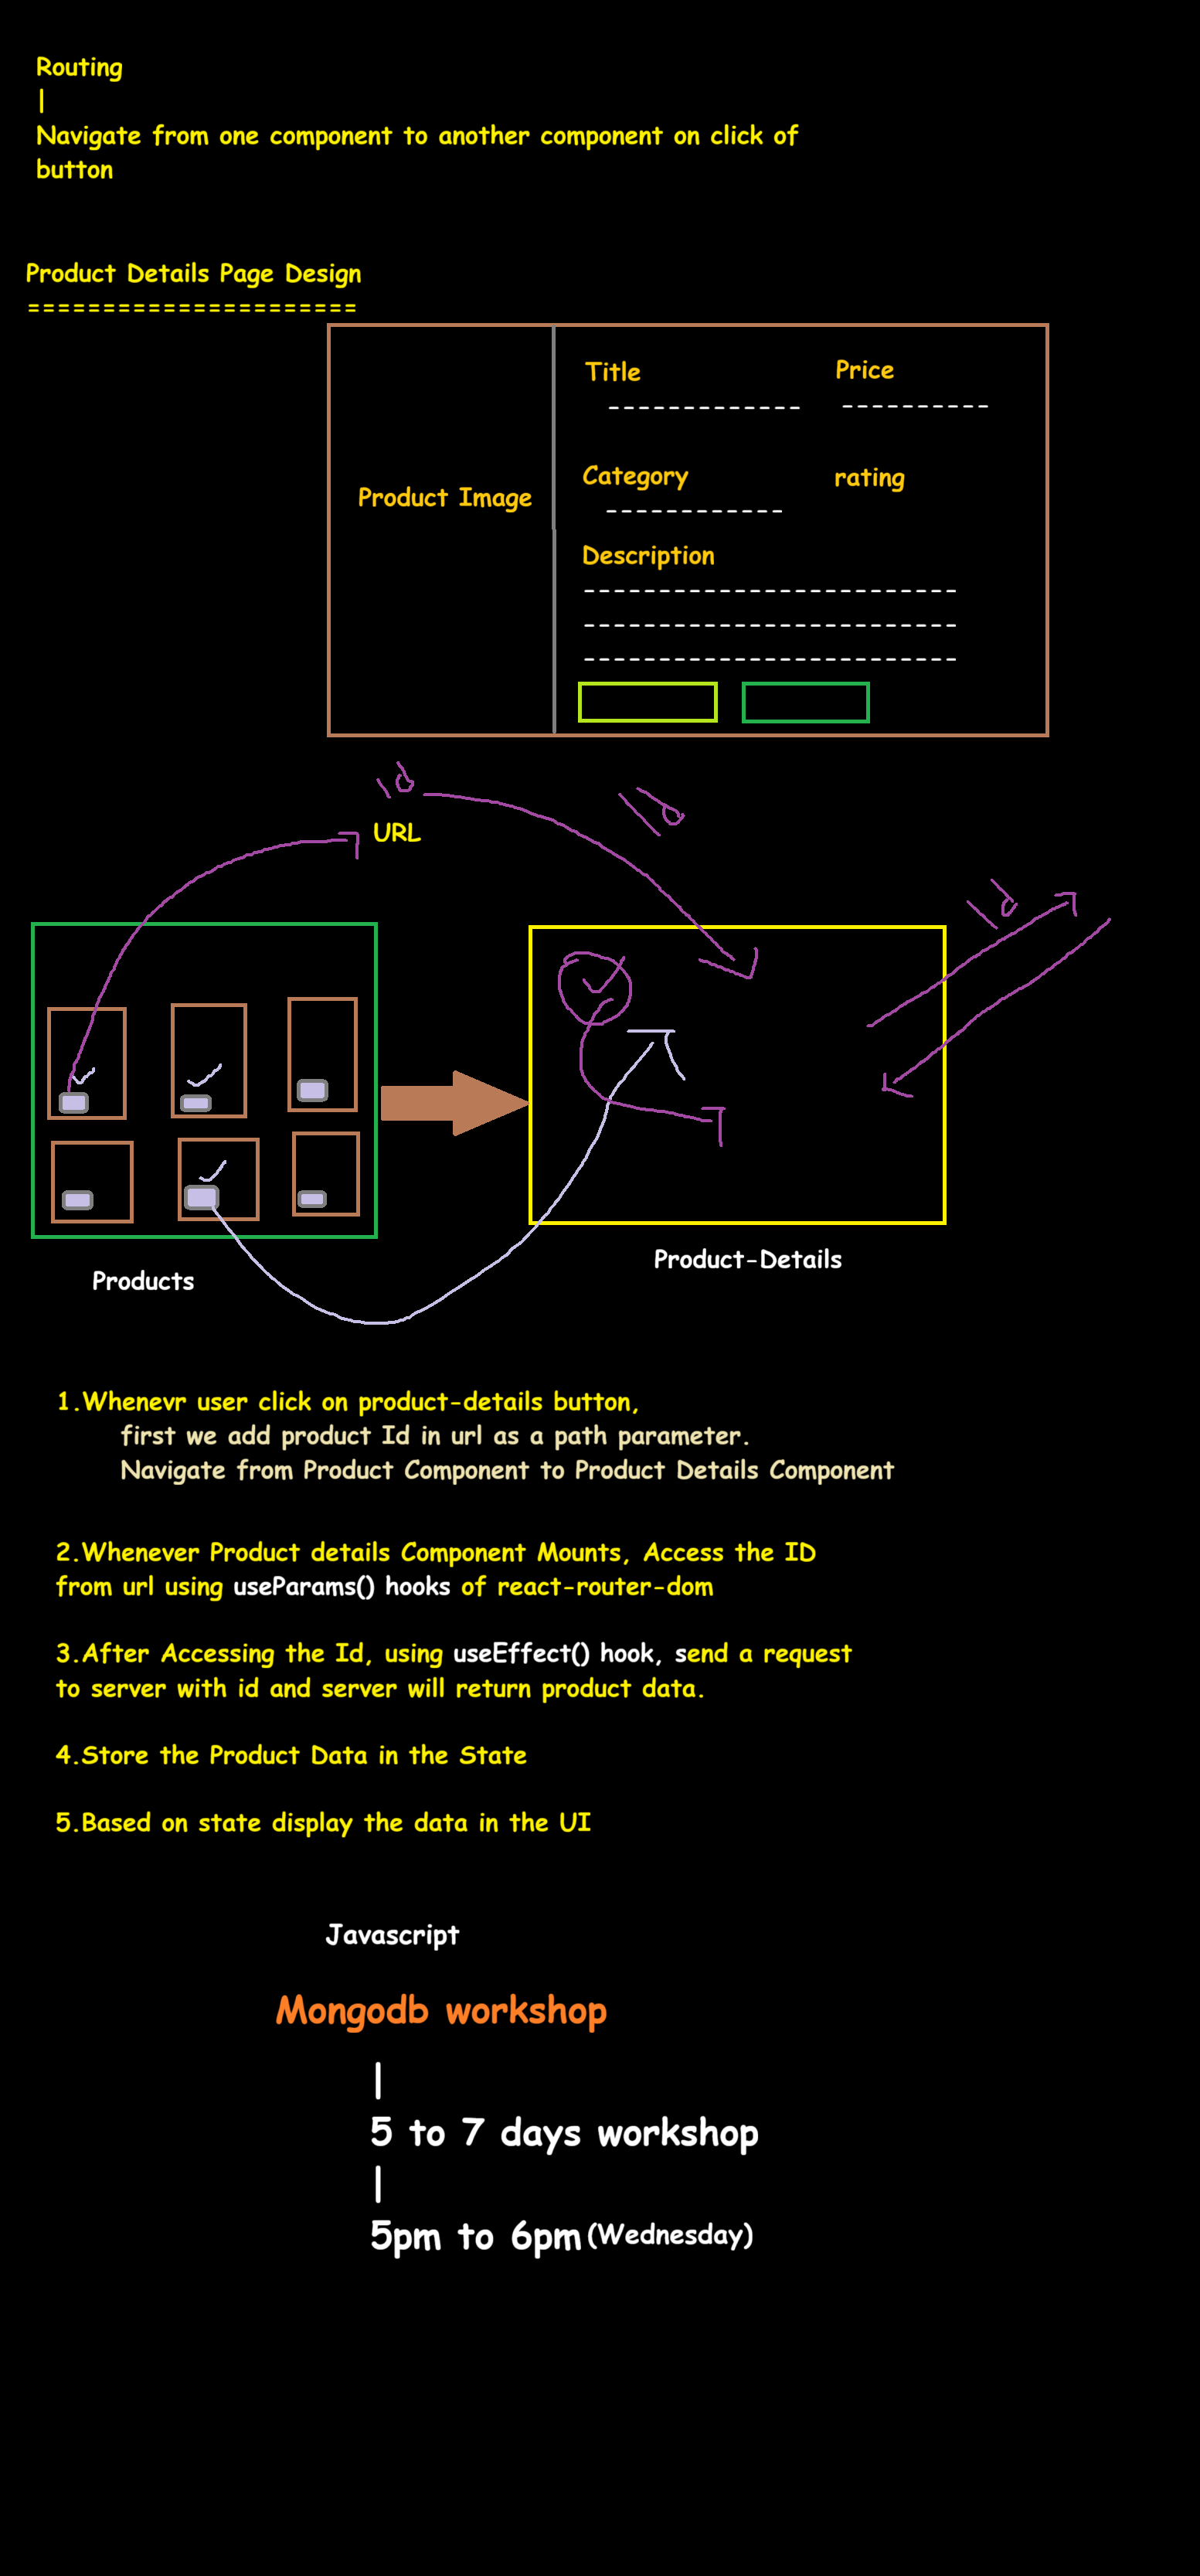 Routing
|
Navigate from one component to another component on click of
button
Product Details Page Design
======================
Title
Price
-------------
----------
Category
rating
Product Image
------------
Description
-------------------------
-------------------------
-------------------------
id
id
URL
id
Products
Product-Details
1.Whenevr user click on product-details button,
first we add product Id in url as a path parameter.
Navigate from Product Component to Product Details Component
2.Whenever Product details Component Mounts, Access the ID
from url using useParams() hooks of react-router-dom
3.After Accessing the Id, using useEffect() hook, send a request
to server with id and server will return product data.
4.Store the Product Data in the State
5.Based on state display the data in the UI
Javascript
Mongodb workshop
|
5 to 7 days workshop
|
5pm to 6pm (Wednesday)